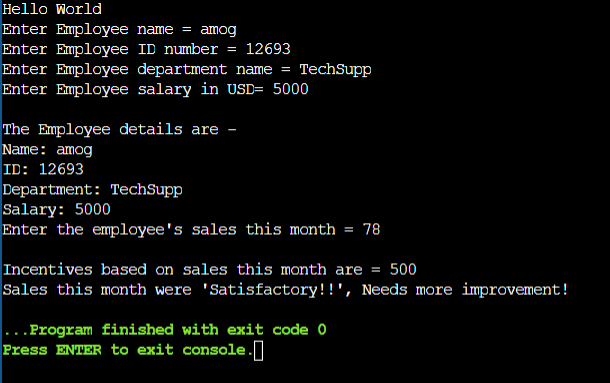 Hello World
Enter Employee name = amog
Enter Employee ID number = 12693
Enter Employee department name = TechSupp
Enter Employee salary in USD= 5000
The Employee details are -
Name: amog
ID: 12693
Department: TechSupp
Salary: 5000
Enter the employee's sales this month = 78
Incentives based on sales this month are = 500
Sales this month were 'Satisfactory!!', Needs more improvement!
...Program finished with exit code 0
Press ENTER to exit console.